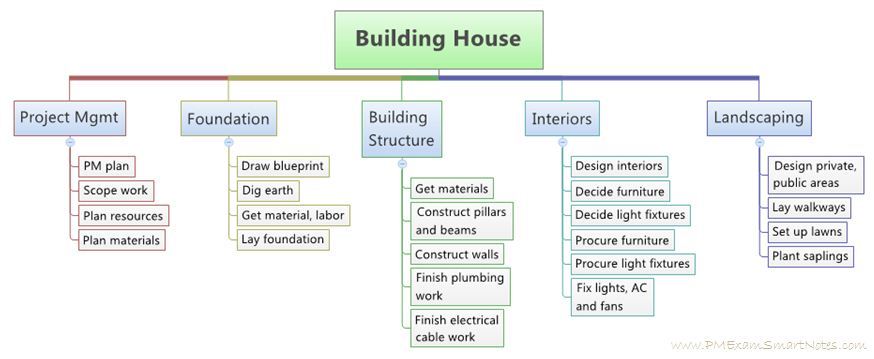 Building House
Project Mgmt
PM plan
Scope work
Plan resources
Plan materials
Foundation
Draw blueprint
Dig earth
Get material, labor
Lay foundation
Building
Structure
Get materials
Construct pillars
and beams
Construct walls
Finish plumbing
work
Finish electrical
cable work
Interiors
Design interiors
Decide furniture
Decide light fixtures
Procure furniture
Procure light fixtures
Fix lights, AC
and fans
Landscaping
Design private,
public areas
Lay walkways
Set up lawns
Plant saplings
www.PMExamSmartNotes.com